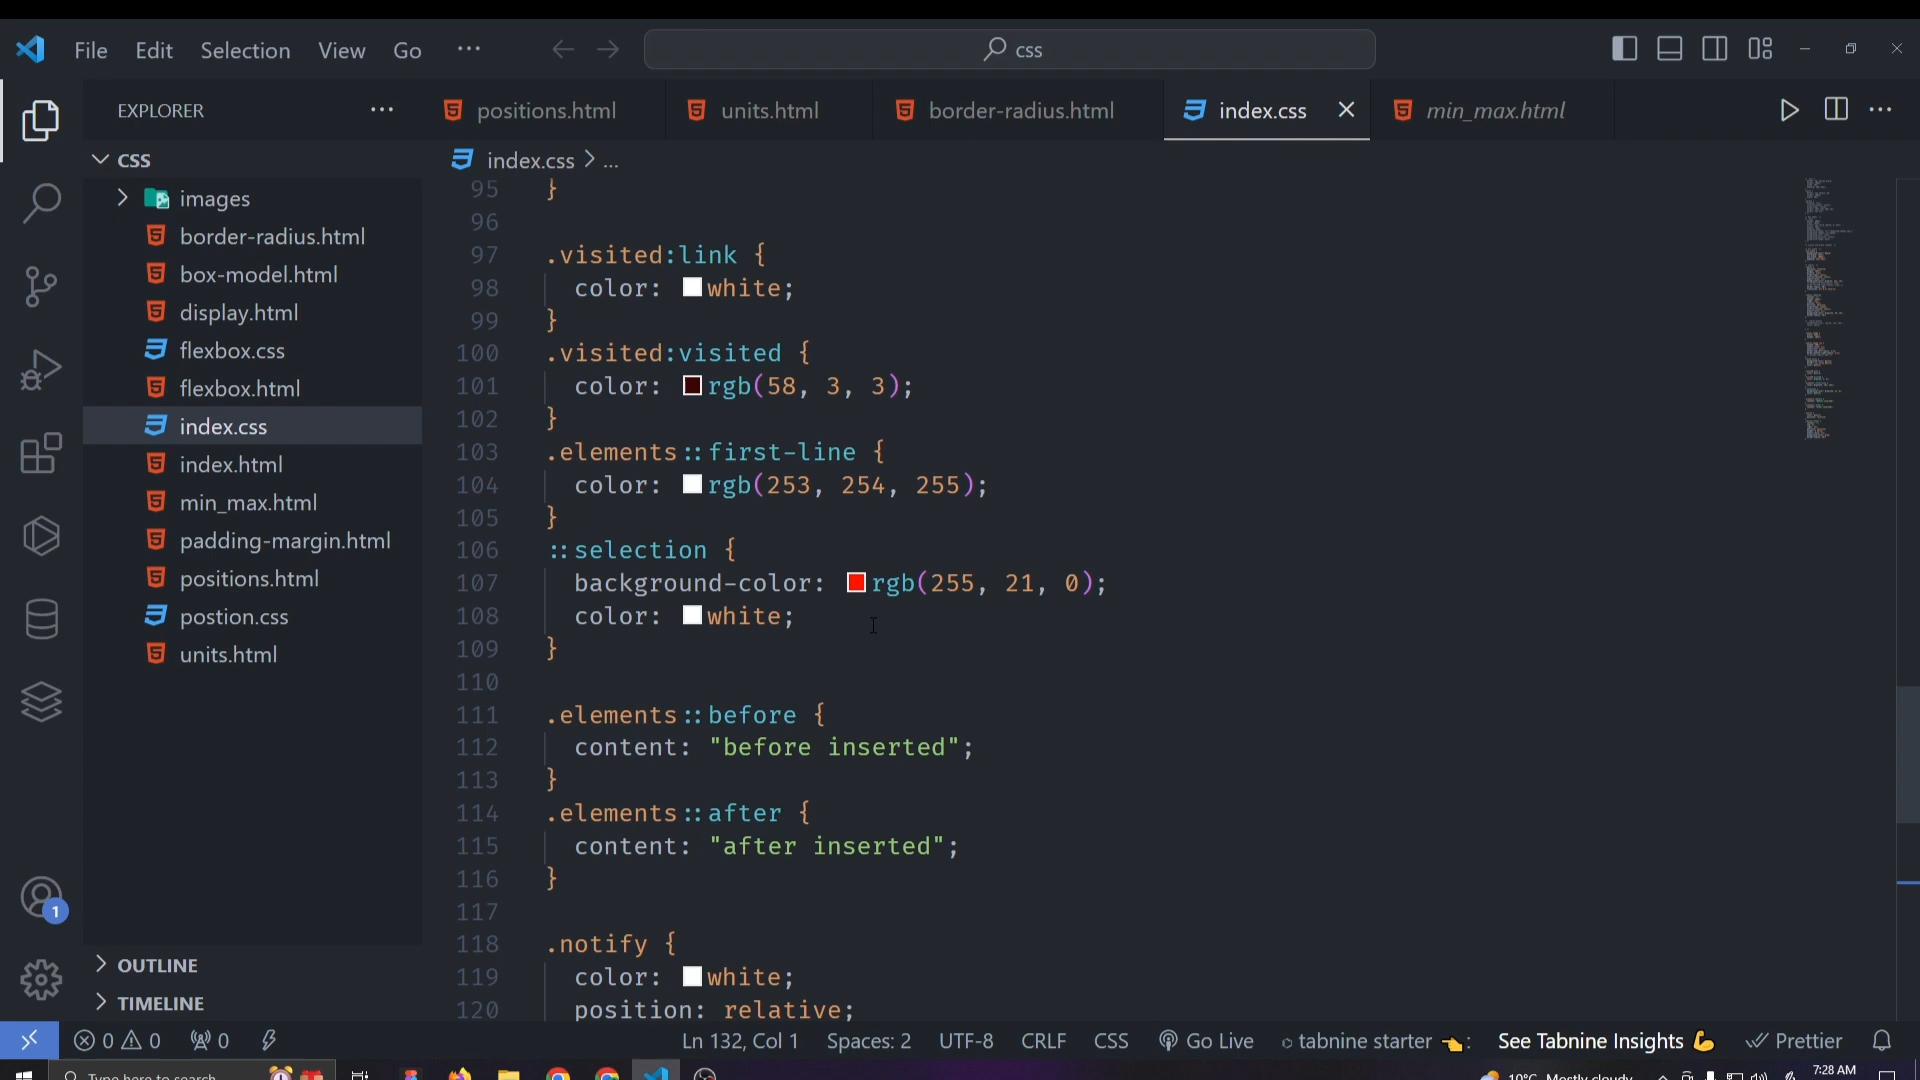 File Edit Selection View Go ··· css
EXPLORER ···
positions.html units.html border-radius.html index.css min_max.html ···
CSS
index.css > ...
images
border-radius.html
box-model.html
display.html
flexbox.css
flexbox.html
index.css
index.html
min_max.html
padding-margin.html
positions.html
postion.css
units.html
95 }
96
97 .visited:link {
98 color: white;
99 }
100 .visited:visited {
101 color: rgb(58, 3, 3);
102 }
103 .elements::first-line {
104 color: rgb(253, 254, 255);
105 }
106 ::selection {
107 background-color: rgb(255, 21, 0);
108 color: white;
109 }
110
111 .elements::before {
112 content: "before inserted";
113 }
114 .elements::after {
115 content: "after inserted";
116 }
117
118 .notify {
119 color: white;
120 position: relative;
1
OUTLINE
TIMELINE
0 0 0 Ln 132, Col 1 Spaces: 2 UTF-8 CRLF CSS Go Live tabnine starter 👈: See Tabnine Insights 💪 Prettier
Type here to search 10°C Mostly cloudy 7:28 AM